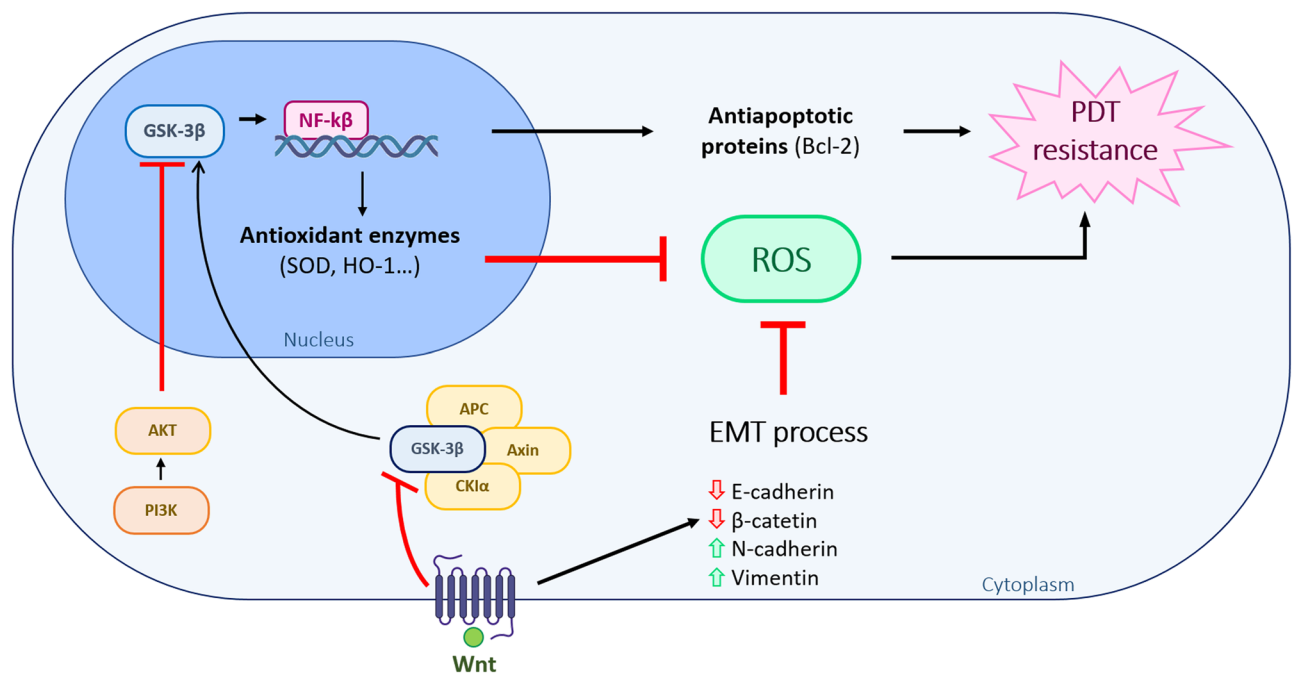 GSK-3β
NF-kβ
Antioxidant enzymes
(SOD, HO-1...)
Nucleus
Antiapoptotic
proteins (Bcl-2)
PDT
resistance
ROS
AKT
PI3K
APC
GSK-3β
Axin
CKIα
EMT process
E-cadherin
β-catetin
N-cadherin
Vimentin
Cytoplasm
Wnt